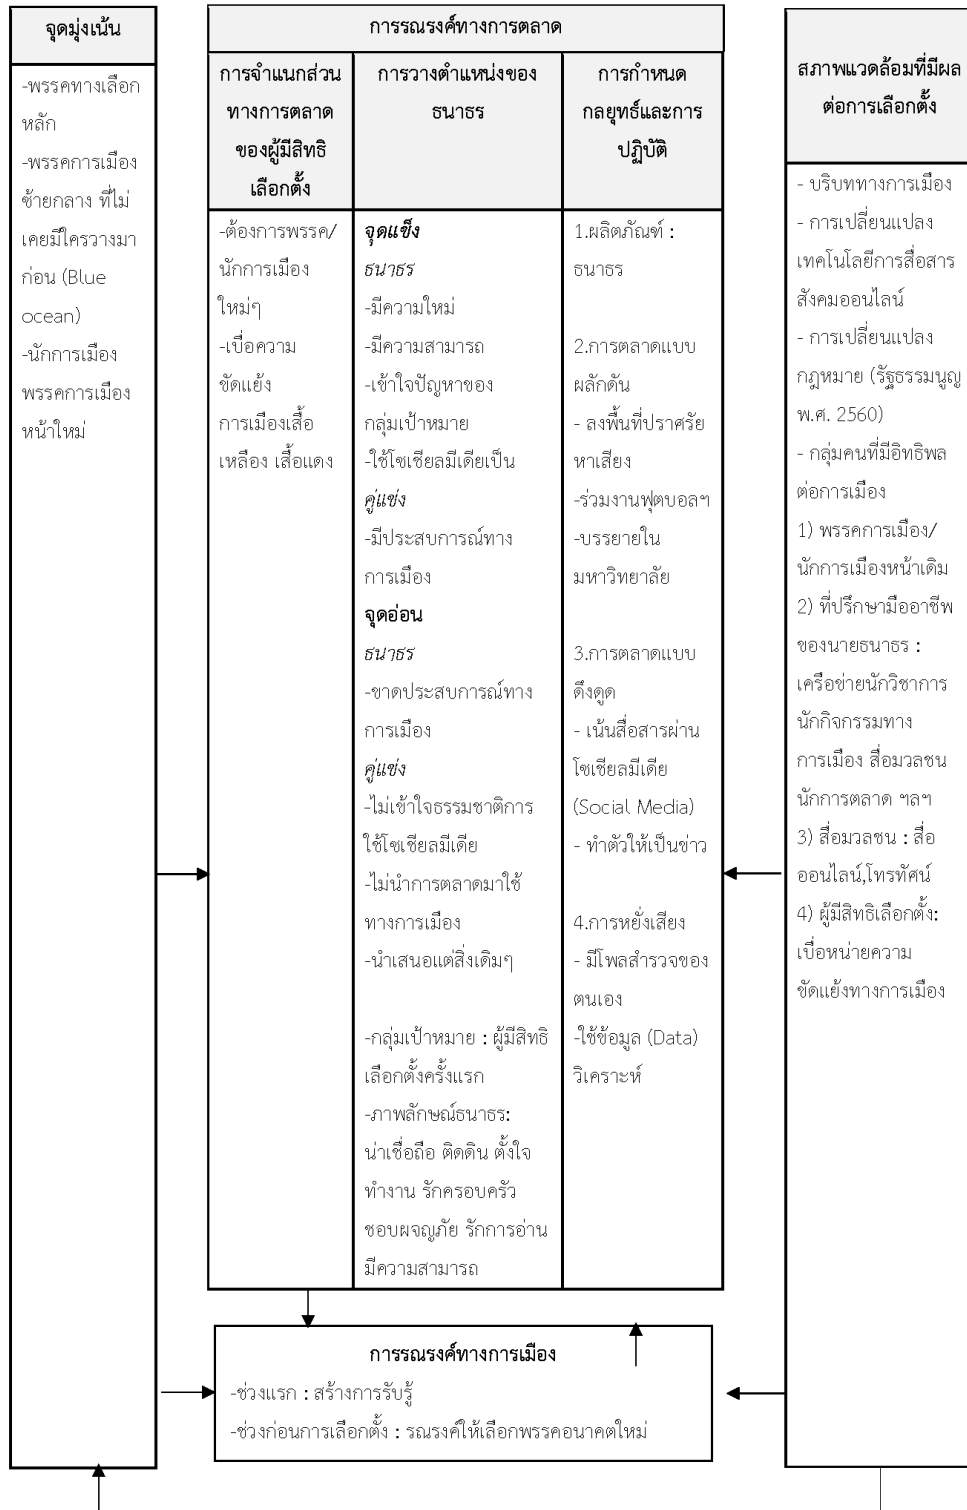 จุดมุ่งเน้น
-พรรคทางเลือก
หลัก
-พรรคการเมือง
ซ้ายกลาง ที่ไม่
เคยมีใครวางมา
ก่อน (Blue
ocean)
-นักการเมือง
พรรคการเมือง
หน้าใหม่
การรณรงค์ทางการตลาด
การจำแนกส่วน
ทางการตลาด
ของผู้มีสิทธิ
เลือกตั้ง
-ต้องการพรรค/
นักการเมือง
ใหม่ๆ
-เบื่อความ
ขัดแย้ง
การเมืองเสื้อ
เหลือง เสื้อแดง
การวางตำแหน่งของ
ธนาธร
จุดแข็ง
ธนาธร
-มีความใหม่
-มีความสามารถ
-เข้าใจปัญหาของ
กลุ่มเป้าหมาย
-ใช้โซเชียลมีเดียเป็น
คู่แข่ง
-มีประสบการณ์ทาง
การเมือง
จุดอ่อน
ธนาธร
-ขาดประสบการณ์ทาง
การเมือง
คู่แข่ง
-ไม่เข้าใจธรรมชาติการ
ใช้โซเชียลมีเดีย
-ไม่นำการตลาดมาใช้
ทางการเมือง
-นำเสนอแต่สิ่งเดิมๆ
-กลุ่มเป้าหมาย : ผู้มีสิทธิ
เลือกตั้งครั้งแรก
-ภาพลักษณ์ธนาธร:
น่าเชื่อถือ ติดดิน ตั้งใจ
ทำงาน รักครอบครัว
ชอบผจญภัย รักการอ่าน
มีความสามารถ
การกำหนด
กลยุทธ์และการ
ปฏิบัติ
1.ผลิตภัณฑ์ :
ธนาธร
2.การตลาดแบบ
ผลักดัน
- ลงพื้นที่ปราศรัย
หาเสียง
-ร่วมงานฟุตบอลฯ
-บรรยายใน
มหาวิทยาลัย
3.การตลาดแบบ
ดึงดูด
- เน้นสื่อสารผ่าน
โซเชียลมีเดีย
(Social Media)
- ทำตัวให้เป็นข่าว
4.การหยั่งเสียง
- มีโพลสำรวจของ
ตนเอง
-ใช้ข้อมูล (Data)
วิเคราะห์
สภาพแวดล้อมที่มีผล
ต่อการเลือกตั้ง
- บริบททางการเมือง
- การเปลี่ยนแปลง
เทคโนโลยีการสื่อสาร
สังคมออนไลน์
- การเปลี่ยนแปลง
กฎหมาย (รัฐธรรมนูญ
พ.ศ. 2560)
- กลุ่มคนที่มีอิทธิพล
ต่อการเมือง
1) พรรคการเมือง/
นักการเมืองหน้าเดิม
2) ที่ปรึกษามืออาชีพ
ของนายธนาธร :
เครือข่ายนักวิชาการ
นักกิจกรรมทาง
การเมือง สื่อมวลชน
นักการตลาด ฯลฯ
3) สื่อมวลชน : สื่อ
ออนไลน์,โทรทัศน์
4) ผู้มีสิทธิเลือกตั้ง:
เบื่อหน่ายความ
ขัดแย้งทางการเมือง
การรณรงค์ทางการเมือง
-ช่วงแรก : สร้างการรับรู้
-ช่วงก่อนการเลือกตั้ง : รณรงค์ให้เลือกพรรคอนาคตใหม่